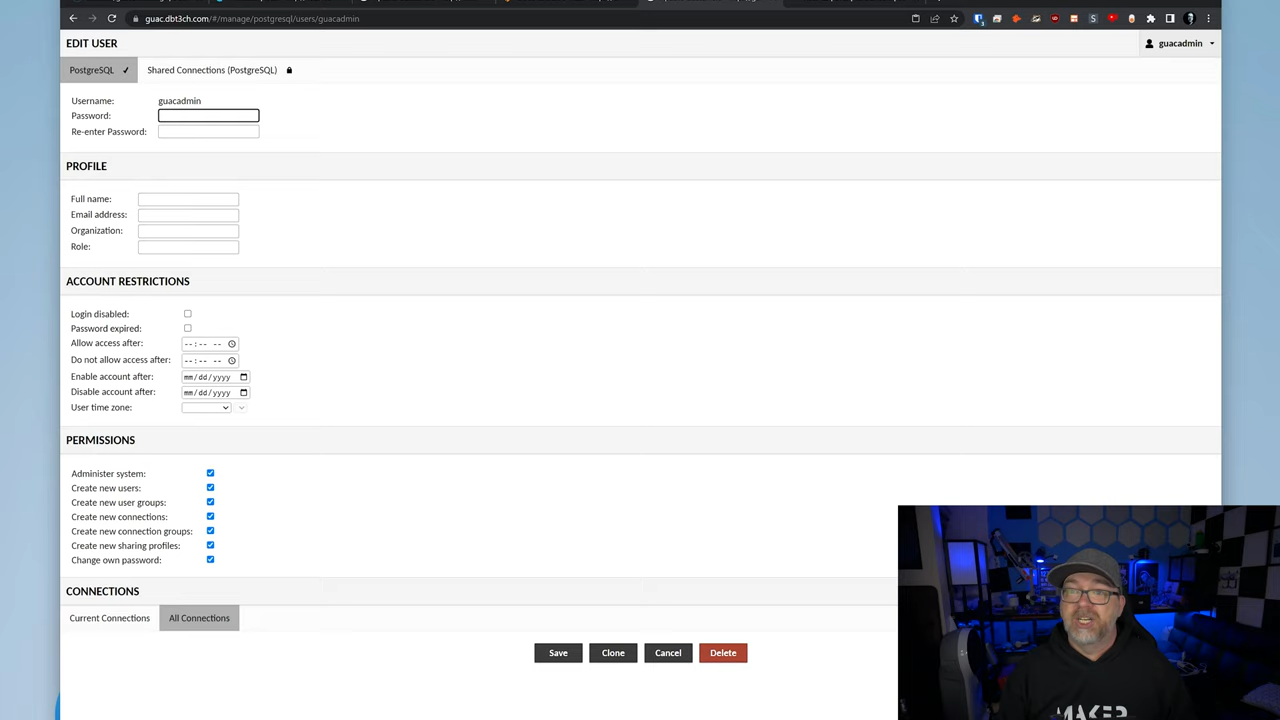 guac.dbt3ch.com/#/manage/postgresql/users/guacadmin
EDIT USER
guacadmin
PostgreSQL ✓
Shared Connections (PostgreSQL)
Username: guacadmin
Password:
Re-enter Password:
PROFILE
Full name:
Email address:
Organization:
Role:
ACCOUNT RESTRICTIONS
Login disabled:
Password expired:
Allow access after: --:-- --
Do not allow access after: --:-- --
Enable account after: mm/dd/yyyy
Disable account after: mm/dd/yyyy
User time zone:
PERMISSIONS
Administer system:
Create new users:
Create new user groups:
Create new connections:
Create new connection groups:
Create new sharing profiles:
Change own password:
CONNECTIONS
Current Connections
All Connections
Save
Clone
Cancel
Delete
MAKER